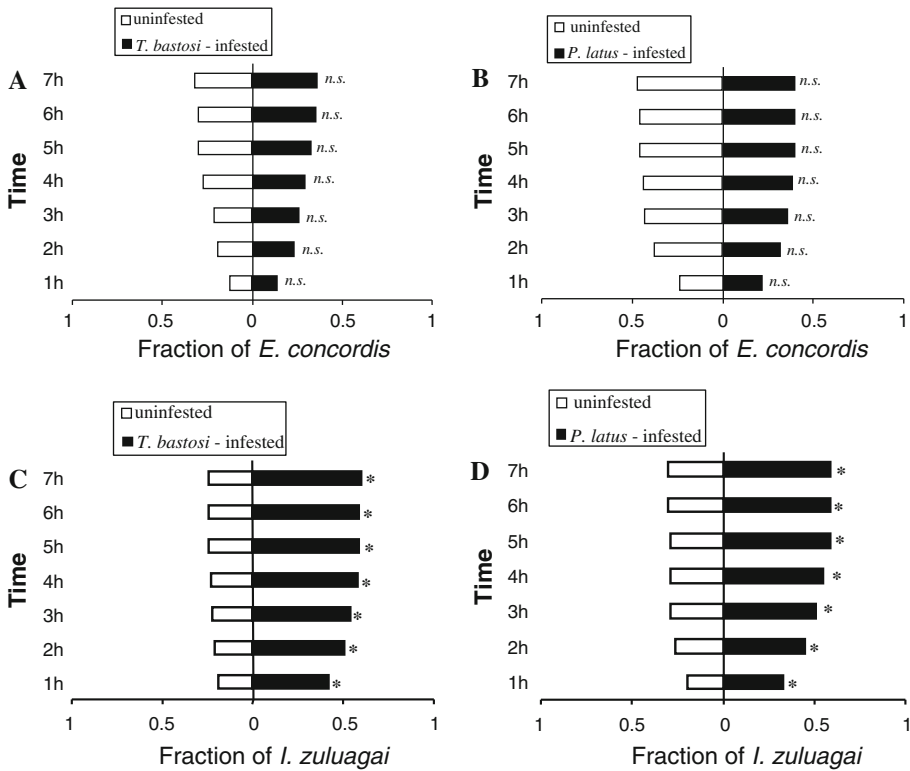 uninfested
T. bastosi - infested
A
7h n.s.
6h n.s.
5h n.s.
4h n.s.
3h n.s.
2h n.s.
1h n.s.
Time
1 0.5 0 0.5 1
Fraction of E. concordis
uninfested
P. latus - infested
B
7h n.s.
6h n.s.
5h n.s.
4h n.s.
3h n.s.
2h n.s.
1h n.s.
Time
1 0.5 0 0.5 1
Fraction of E. concordis
uninfested
T. bastosi - infested
C
7h *
6h *
5h *
4h *
3h *
2h *
1h *
Time
1 0.5 0 0.5 1
Fraction of I. zuluagai
uninfested
P. latus - infested
D
7h *
6h *
5h *
4h *
3h *
2h *
1h *
Time
1 0.5 0 0.5 1
Fraction of I. zuluagai